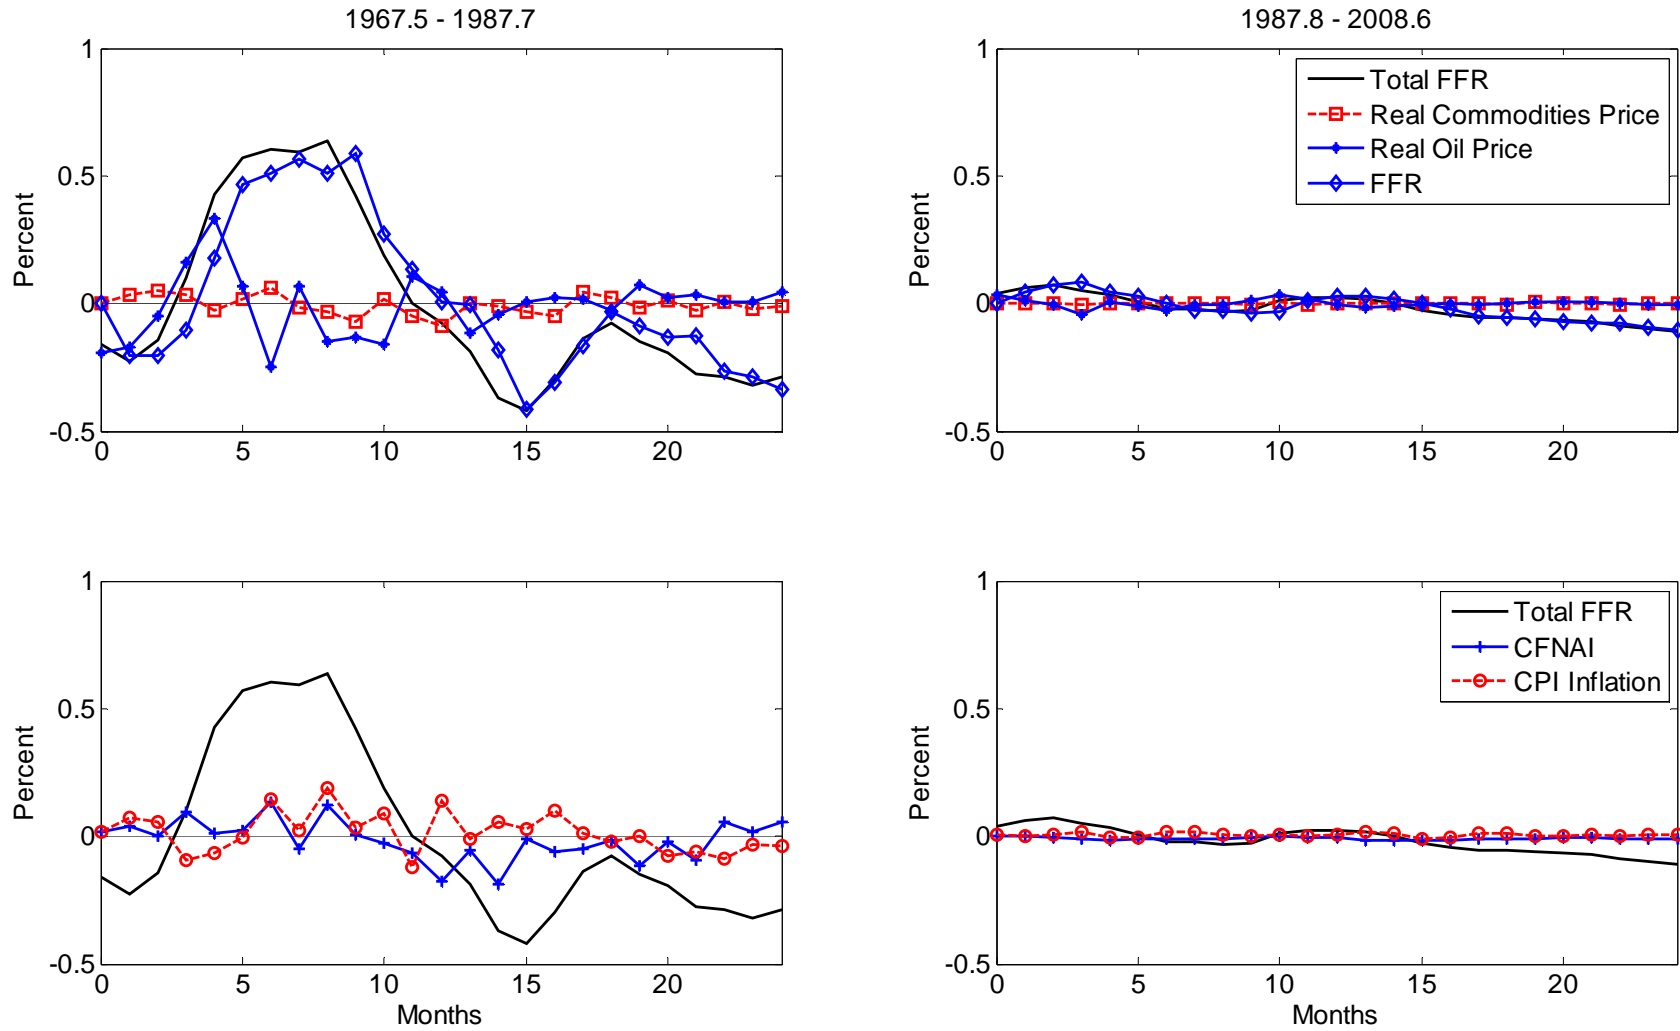 1967.5 - 1987.7
1
0.5
0
-0.5
Percent
0 5 10 15 20
1987.8 - 2008.6
1
0.5
0
-0.5
Percent
0 5 10 15 20
Total FFR
Real Commodities Price
Real Oil Price
FFR
1
0.5
0
-0.5
Percent
0 5 10 15 20
Months
1
0.5
0
-0.5
Percent
0 5 10 15 20
Months
Total FFR
CFNAI
CPI Inflation